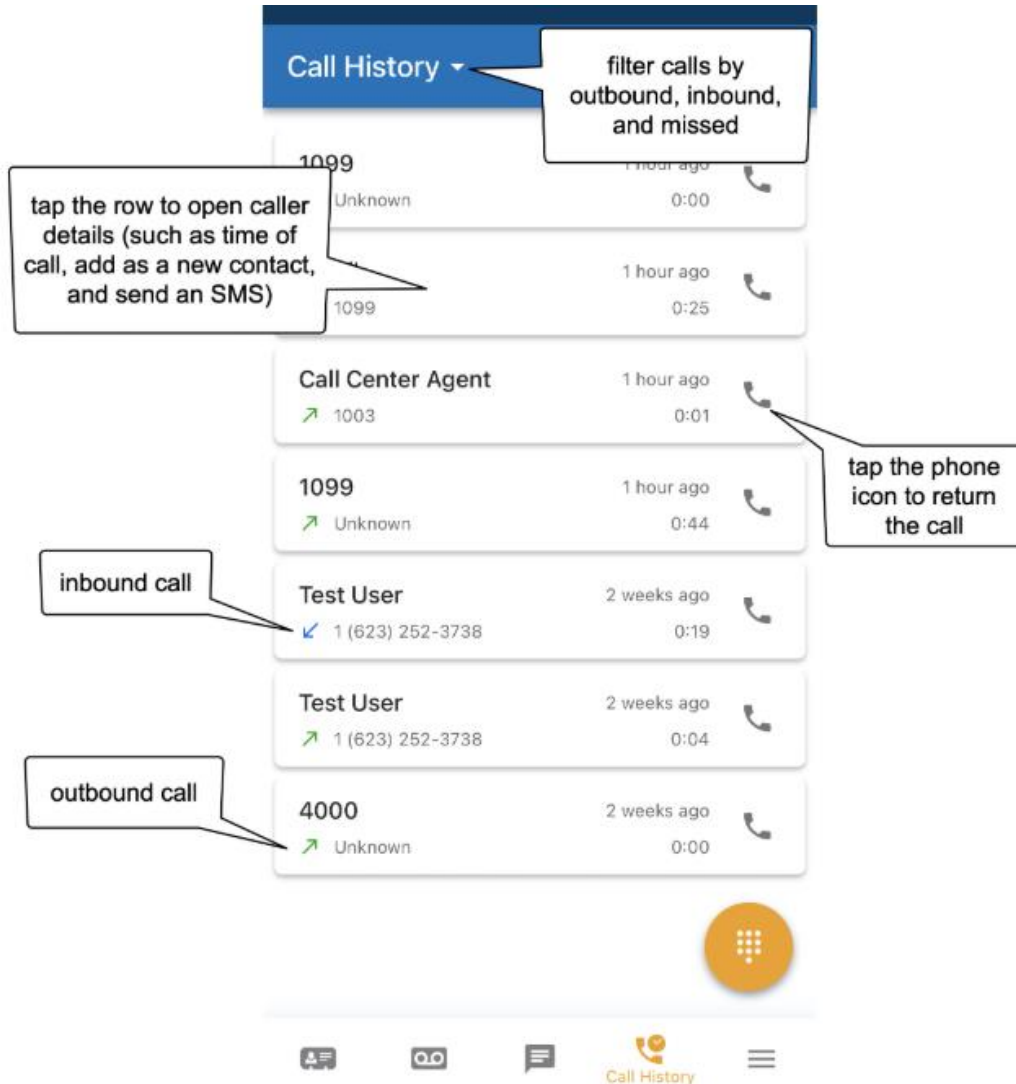 Call History
filter calls by
outbound, inbound,
and missed
1099
1 hour ago
Unknown
0:00
tap the row to open caller
details (such as time of
call, add as a new contact,
and send an SMS)
1 hour ago
1099
0:25
Call Center Agent
1 hour ago
1003
0:01
tap the phone
icon to return
the call
1099
1 hour ago
Unknown
0:44
inbound call
Test User
2 weeks ago
1 (623) 252-3738
0:19
Test User
2 weeks ago
1 (623) 252-3738
0:04
outbound call
4000
2 weeks ago
Unknown
0:00
Call History